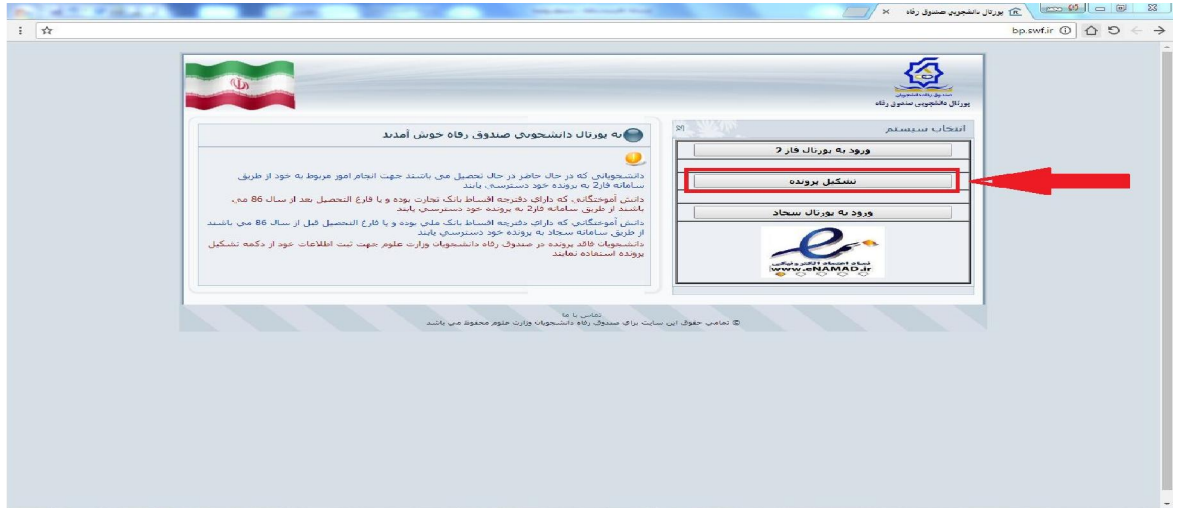 پورتال دانشجویی صندوق رفاه
bp.swf.ir
صندوق رفاه دانشجویان
پورتال دانشجویی صندوق رفاه
انتخاب سیستم
ورود به پورتال فاز 2
تشکیل پرونده
ورود به پورتال سجاد
نماد اعتماد الکترونیکی
www.eNAMAD.ir
به پورتال دانشجویی صندوق رفاه خوش آمدید
دانشجویانی که در حال حاضر در حال تحصیل می باشند جهت انجام امور مربوط به خود از طریق
سامانه فاز2 به پرونده خود دسترسی یابند
دانش آموختگانی که دارای دفترچه اقساط بانک تجارت بوده و یا فارغ التحصیل بعد از سال 86 می
باشند از طریق سامانه فاز2 به پرونده خود دسترسی یابند
دانش آموختگانی که دارای دفترچه اقساط بانک ملی بوده و یا فارغ التحصیل قبل از سال 86 می باشند
از طریق سامانه سجاد به پرونده خود دسترسی یابند
دانشجویان فاقد پرونده در صندوق رفاه دانشجویان وزارت علوم جهت ثبت اطلاعات خود از دکمه تشکیل
پرونده استفاده نمایند
تماس با ما
© تمامی حقوق این سایت برای صندوق رفاه دانشجویان وزارت علوم محفوظ می باشد